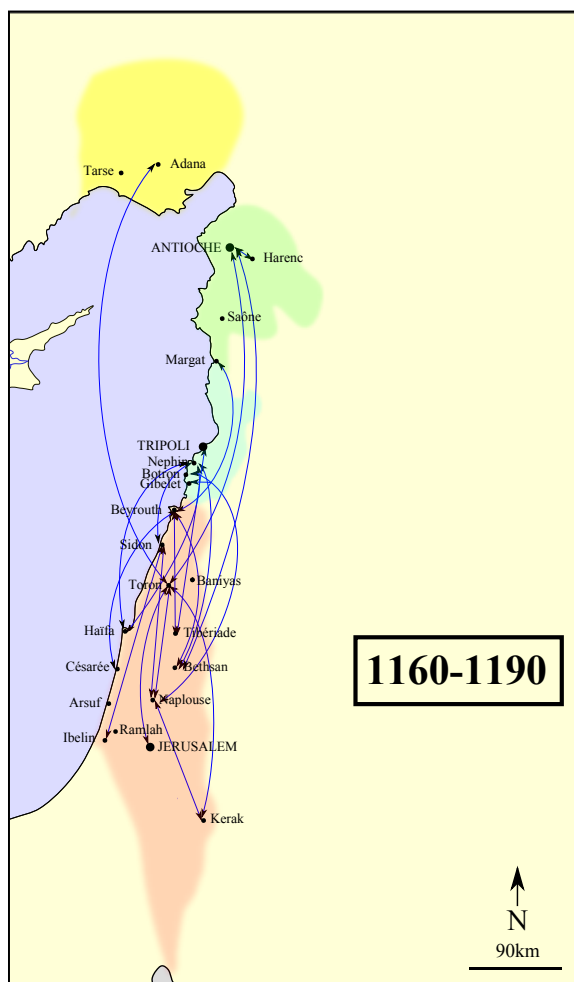 Adana
Tarse
ANTIOCHE
Harenc
Saône
Margat
TRIPOLI
Nephin
Botron
Gibelet
Beyrouth
Sidon
Baniyas
Toron
Haïfa
Tibériade
Césarée
Bethsan
1160-1190
Naplouse
Arsuf
Ramlah
Ibelin
JERUSALEM
Kerak
N
90km